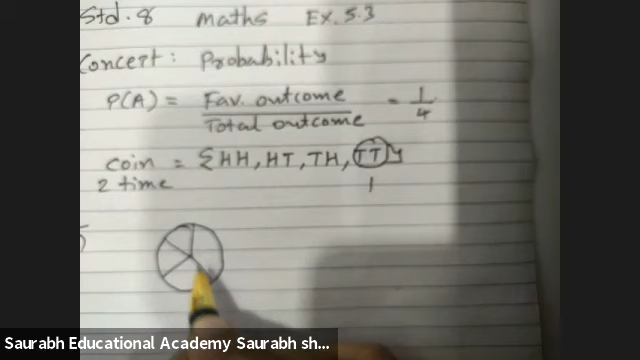 Std. 8 Maths Ex. 5.3
Concept : Probability
P(A) = Fav. outcome / Total outcome = 1/4
coin = {HH, HT, TH, TT}
2 time 1
Saurabh Educational Academy Saurabh sh...